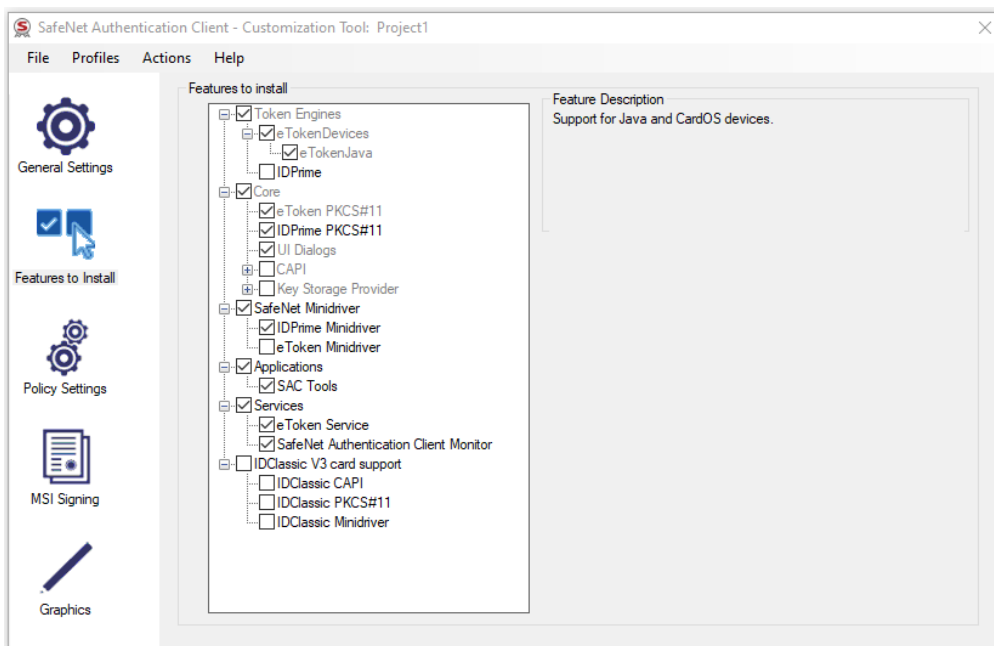 SafeNet Authentication Client - Customization Tool: Project1
File Profiles Actions Help
General Settings
Features to Install
Policy Settings
MSI Signing
Graphics
Features to install
Token Engines
eTokenDevices
eTokenJava
IDPrime
Core
eToken PKCS#11
IDPrime PKCS#11
UI Dialogs
CAPI
Key Storage Provider
SafeNet Minidriver
IDPrime Minidriver
eToken Minidriver
Applications
SAC Tools
Services
eToken Service
SafeNet Authentication Client Monitor
IDClassic V3 card support
IDClassic CAPI
IDClassic PKCS#11
IDClassic Minidriver
Feature Description
Support for Java and CardOS devices.